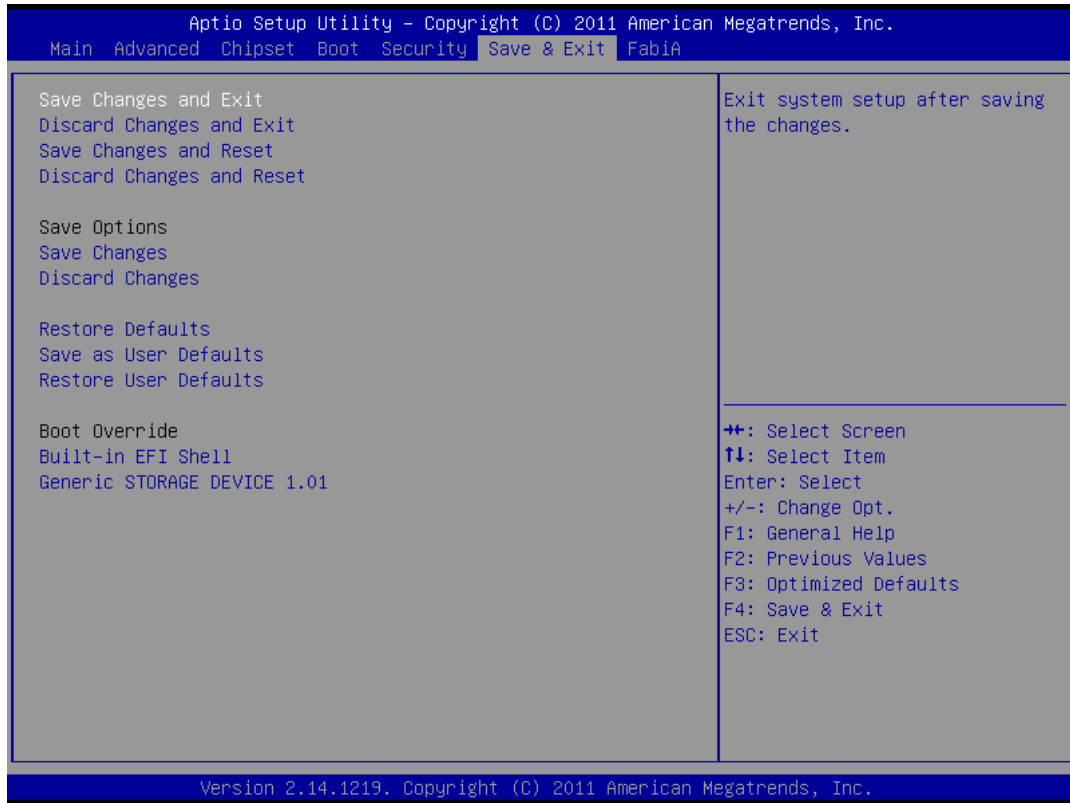 Aptio Setup Utility – Copyright (C) 2011 American Megatrends, Inc.
Main Advanced Chipset Boot Security Save & Exit FabiA
Save Changes and Exit
Discard Changes and Exit
Save Changes and Reset
Discard Changes and Reset
Save Options
Save Changes
Discard Changes
Restore Defaults
Save as User Defaults
Restore User Defaults
Boot Override
Built-in EFI Shell
Generic STORAGE DEVICE 1.01
Exit system setup after saving
the changes.
→←: Select Screen
↑↓: Select Item
Enter: Select
+/-: Change Opt.
F1: General Help
F2: Previous Values
F3: Optimized Defaults
F4: Save & Exit
ESC: Exit
Version 2.14.1219. Copyright (C) 2011 American Megatrends, Inc.